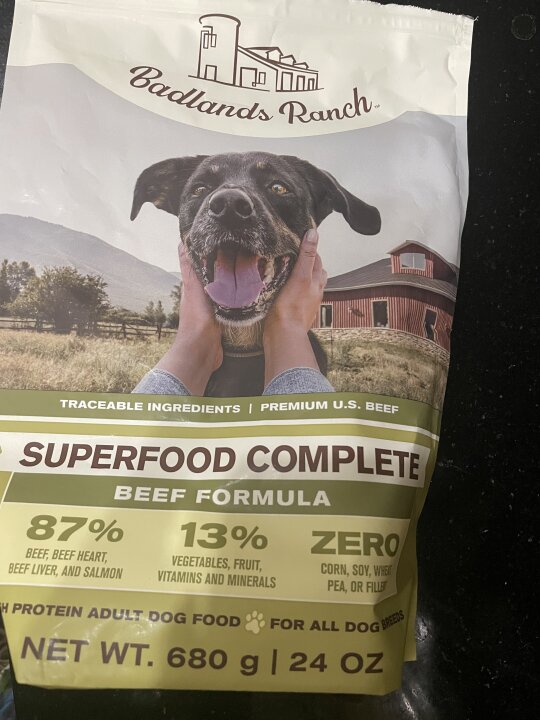 Badlands Ranch
TRACEABLE INGREDIENTS | PREMIUM U.S. BEEF
SUPERFOOD COMPLETE
BEEF FORMULA
87%
BEEF, BEEF HEART,
BEEF LIVER, AND SALMON
13%
VEGETABLES, FRUIT,
VITAMINS AND MINERALS
ZERO
CORN, SOY,
PEA, OR
PROTEIN ADULT DOG FOOD FOR ALL DOG BREEDS
NET WT. 680 g | 24 OZ